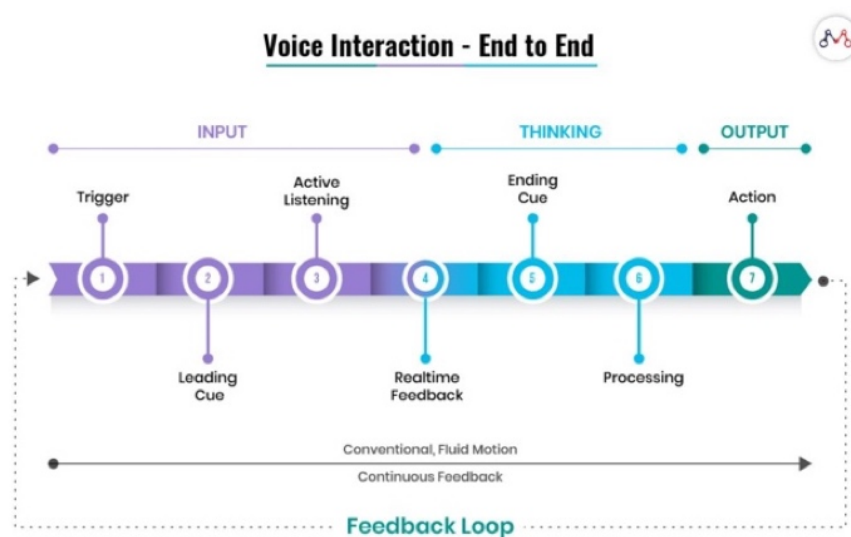 Voice Interaction - End to End
INPUT
THINKING
OUTPUT
Trigger
Active
Listening
Ending
Cue
Action
1
2
3
4
5
6
7
Leading
Cue
Realtime
Feedback
Processing
Conventional, Fluid Motion
Continuous Feedback
Feedback Loop